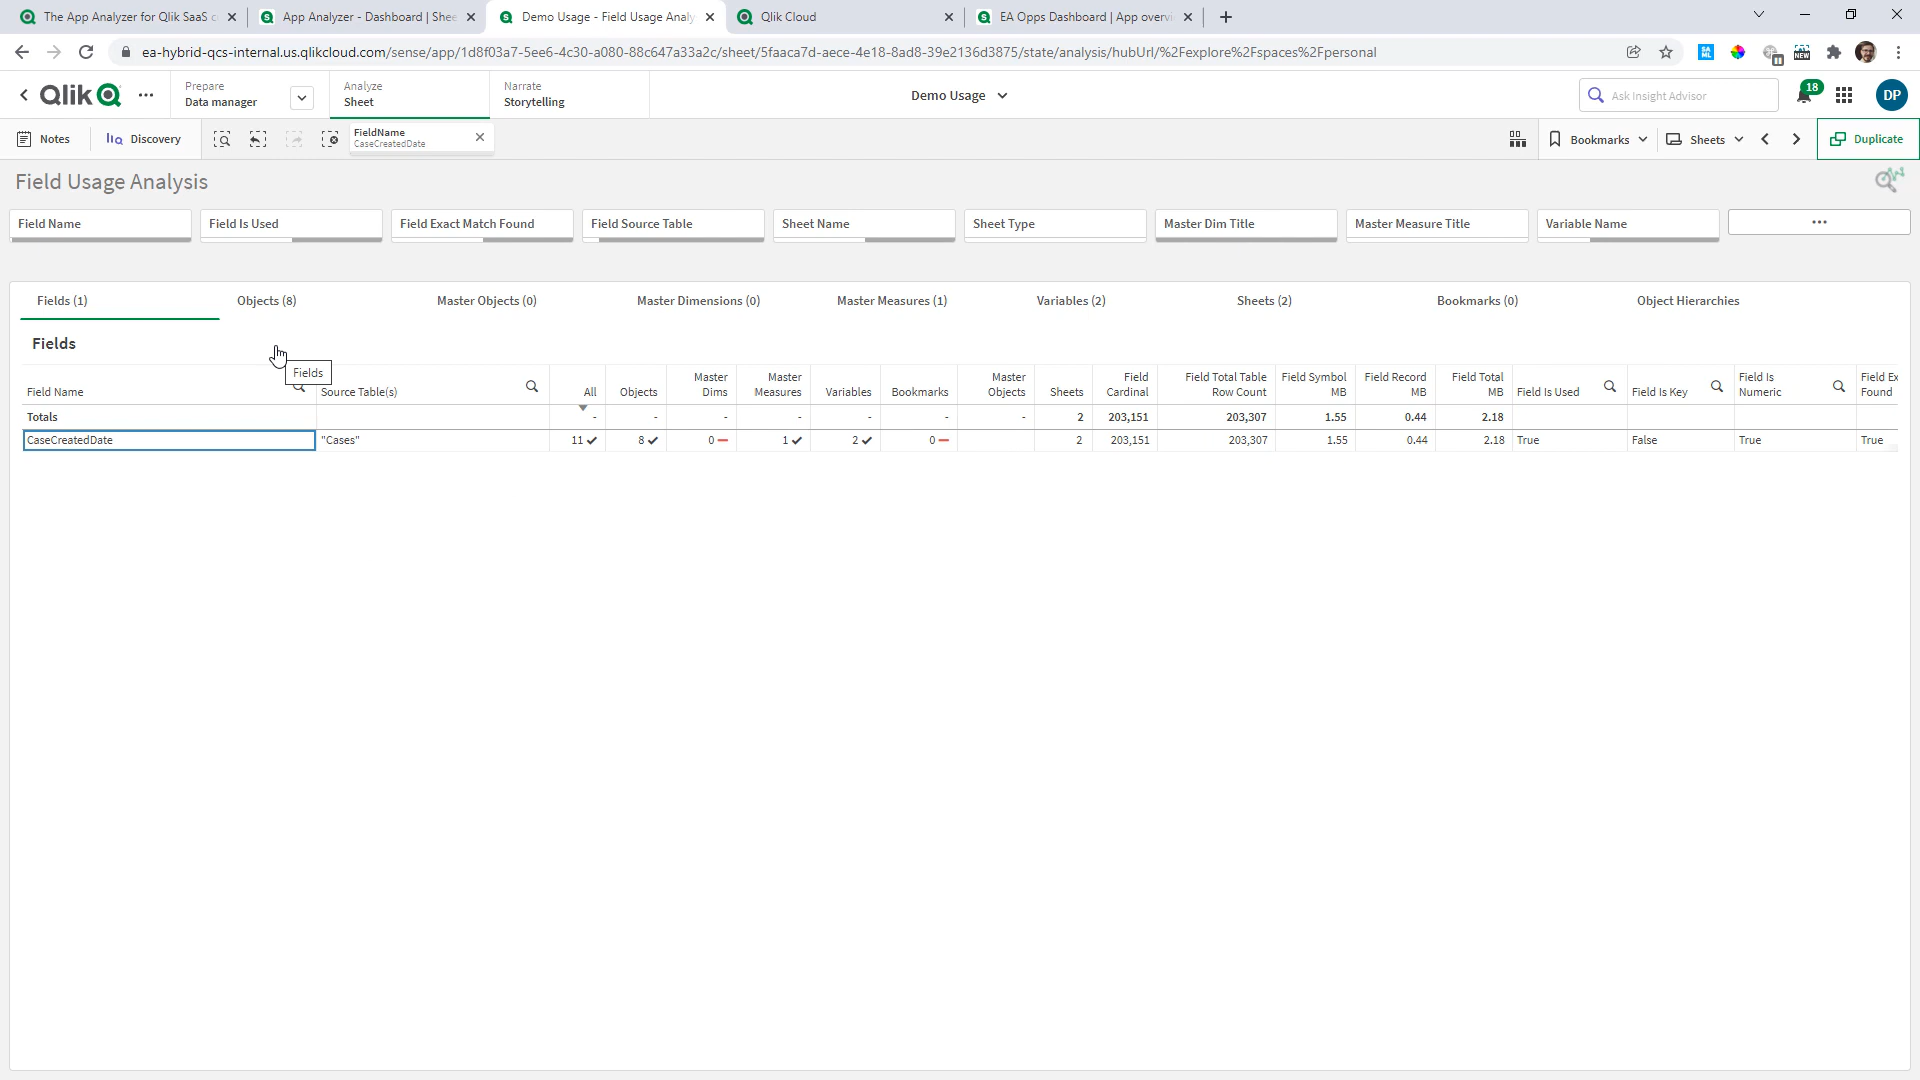 The App Analyzer for Qlik SaaS c
App Analyzer - Dashboard | Shee
Demo Usage - Field Usage Analy
Qlik Cloud
EA Opps Dashboard | App overvi
ea-hybrid-qcs-internal.us.qlikcloud.com/sense/app/1d8f03a7-5ee6-4c30-a080-88c647a33a2c/sheet/5faaca7d-aece-4e18-8ad8-39e2136d3875/state/analysis/hubUrl/%2Fexplore%2Fspaces%2Fpersonal
Qlik
Prepare
Data manager
Analyze
Sheet
Narrate
Storytelling
Demo Usage
Ask Insight Advisor
18
DP
Notes
Discovery
FieldName
CaseCreatedDate
Bookmarks
Sheets
Duplicate
Field Usage Analysis
Field Name
Field Is Used
Field Exact Match Found
Field Source Table
Sheet Name
Sheet Type
Master Dim Title
Master Measure Title
Variable Name
Fields (1)
Objects (8)
Master Objects (0)
Master Dimensions (0)
Master Measures (1)
Variables (2)
Sheets (2)
Bookmarks (0)
Object Hierarchies
Fields
Fields
Field Name
Source Table(s)
All
Objects
Master
Dims
Master
Measures
Variables
Bookmarks
Master
Objects
Sheets
Field
Cardinal
Field Total Table
Row Count
Field Symbol
MB
Field Record
MB
Field Total
MB
Field Is Used
Field Is Key
Field Is
Numeric
Field Ex
Found
Totals - - - - - - - 2 203,151 203,307 1.55 0.44 2.18
CaseCreatedDate "Cases" 11 8 0 1 2 0 2 203,151 203,307 1.55 0.44 2.18 True False True True